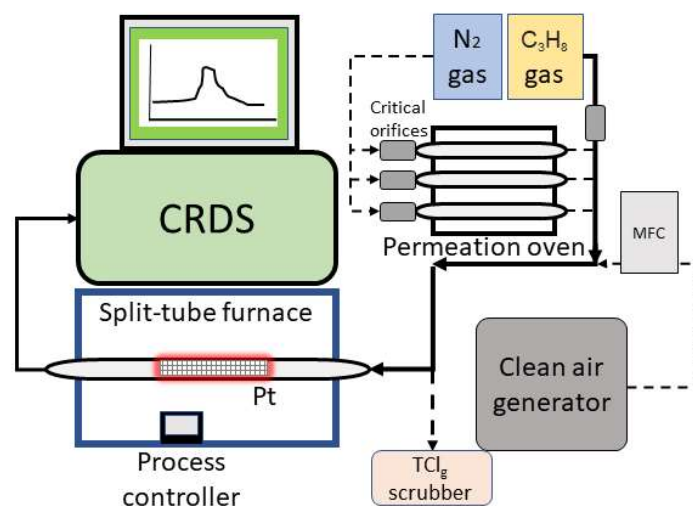 N₂
gas
C₃H₈
gas
Critical
orifices
CRDS
Permeation oven
MFC
Split-tube furnace
Pt
Clean air
generator
Process
controller
TCl₉
scrubber